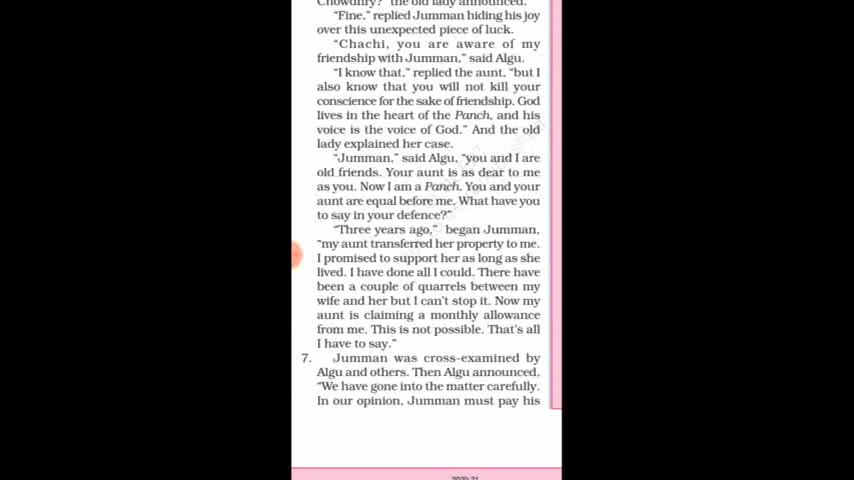 Chowdhry?" the old lady announced.
"Fine," replied Jumman hiding his joy
over this unexpected piece of luck.
"Chachi, you are aware of my
friendship with Jumman," said Algu.
"I know that," replied the aunt, "but I
also know that you will not kill your
conscience for the sake of friendship. God
lives in the heart of the Panch, and his
voice is the voice of God." And the old
lady explained her case.
"Jumman," said Algu, "you and I are
old friends. Your aunt is as dear to me
as you. Now I am a Panch. You and your
aunt are equal before me. What have you
to say in your defence?"
"Three years ago," began Jumman,
"my aunt transferred her property to me.
I promised to support her as long as she
lived. I have done all I could. There have
been a couple of quarrels between my
wife and her but I can't stop it. Now my
aunt is claiming a monthly allowance
from me. This is not possible. That's all
I have to say."
7. Jumman was cross-examined by
Algu and others. Then Algu announced,
"We have gone into the matter carefully.
In our opinion, Jumman must pay his
2020-21